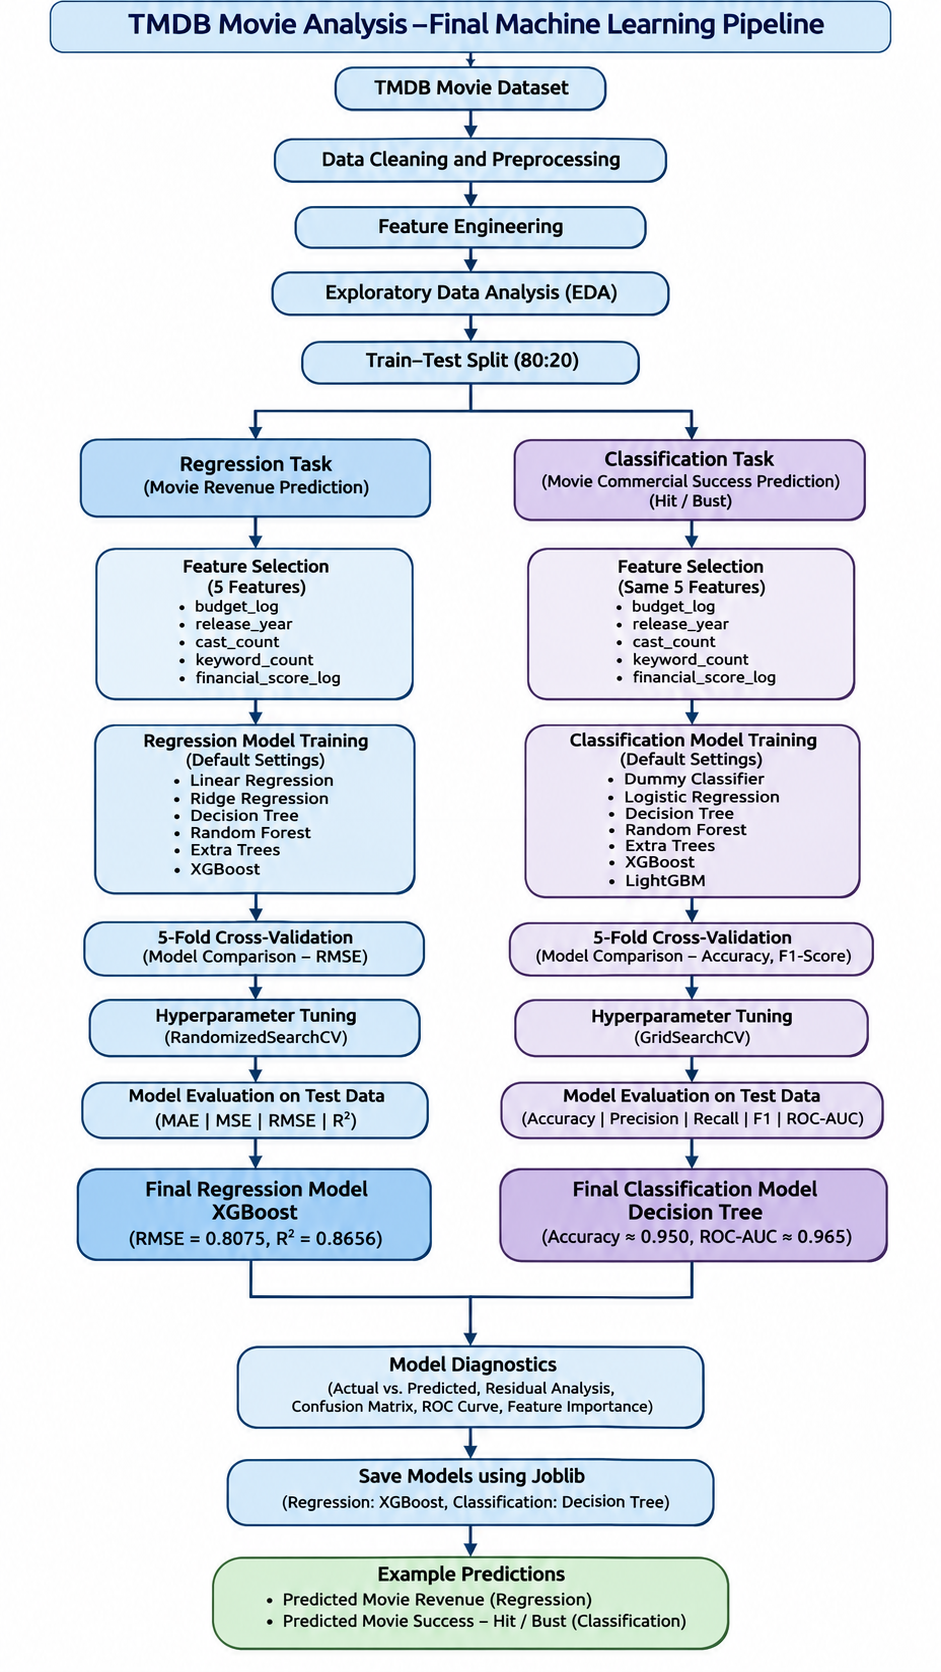 TMDB Movie Analysis –Final Machine Learning Pipeline
TMDB Movie Dataset
Data Cleaning and Preprocessing
Feature Engineering
Exploratory Data Analysis (EDA)
Train–Test Split (80:20)
Regression Task
(Movie Revenue Prediction)
Feature Selection
(5 Features)
• budget_log
• release_year
• cast_count
• keyword_count
• financial_score_log
Regression Model Training
(Default Settings)
• Linear Regression
• Ridge Regression
• Decision Tree
• Random Forest
• Extra Trees
• XGBoost
5-Fold Cross-Validation
(Model Comparison – RMSE)
Hyperparameter Tuning
(RandomizedSearchCV)
Model Evaluation on Test Data
(MAE | MSE | RMSE | R²)
Final Regression Model
XGBoost
(RMSE = 0.8075, R² = 0.8656)
Classification Task
(Movie Commercial Success Prediction)
(Hit / Bust)
Feature Selection
(Same 5 Features)
• budget_log
• release_year
• cast_count
• keyword_count
• financial_score_log
Classification Model Training
(Default Settings)
• Dummy Classifier
• Logistic Regression
• Decision Tree
• Random Forest
• Extra Trees
• XGBoost
• LightGBM
5-Fold Cross-Validation
(Model Comparison – Accuracy, F1-Score)
Hyperparameter Tuning
(GridSearchCV)
Model Evaluation on Test Data
(Accuracy | Precision | Recall | F1 | ROC-AUC)
Final Classification Model
Decision Tree
(Accuracy ≈ 0.950, ROC-AUC ≈ 0.965)
Model Diagnostics
(Actual vs. Predicted, Residual Analysis,
Confusion Matrix, ROC Curve, Feature Importance)
Save Models using Joblib
(Regression: XGBoost, Classification: Decision Tree)
Example Predictions
• Predicted Movie Revenue (Regression)
• Predicted Movie Success – Hit / Bust (Classification)